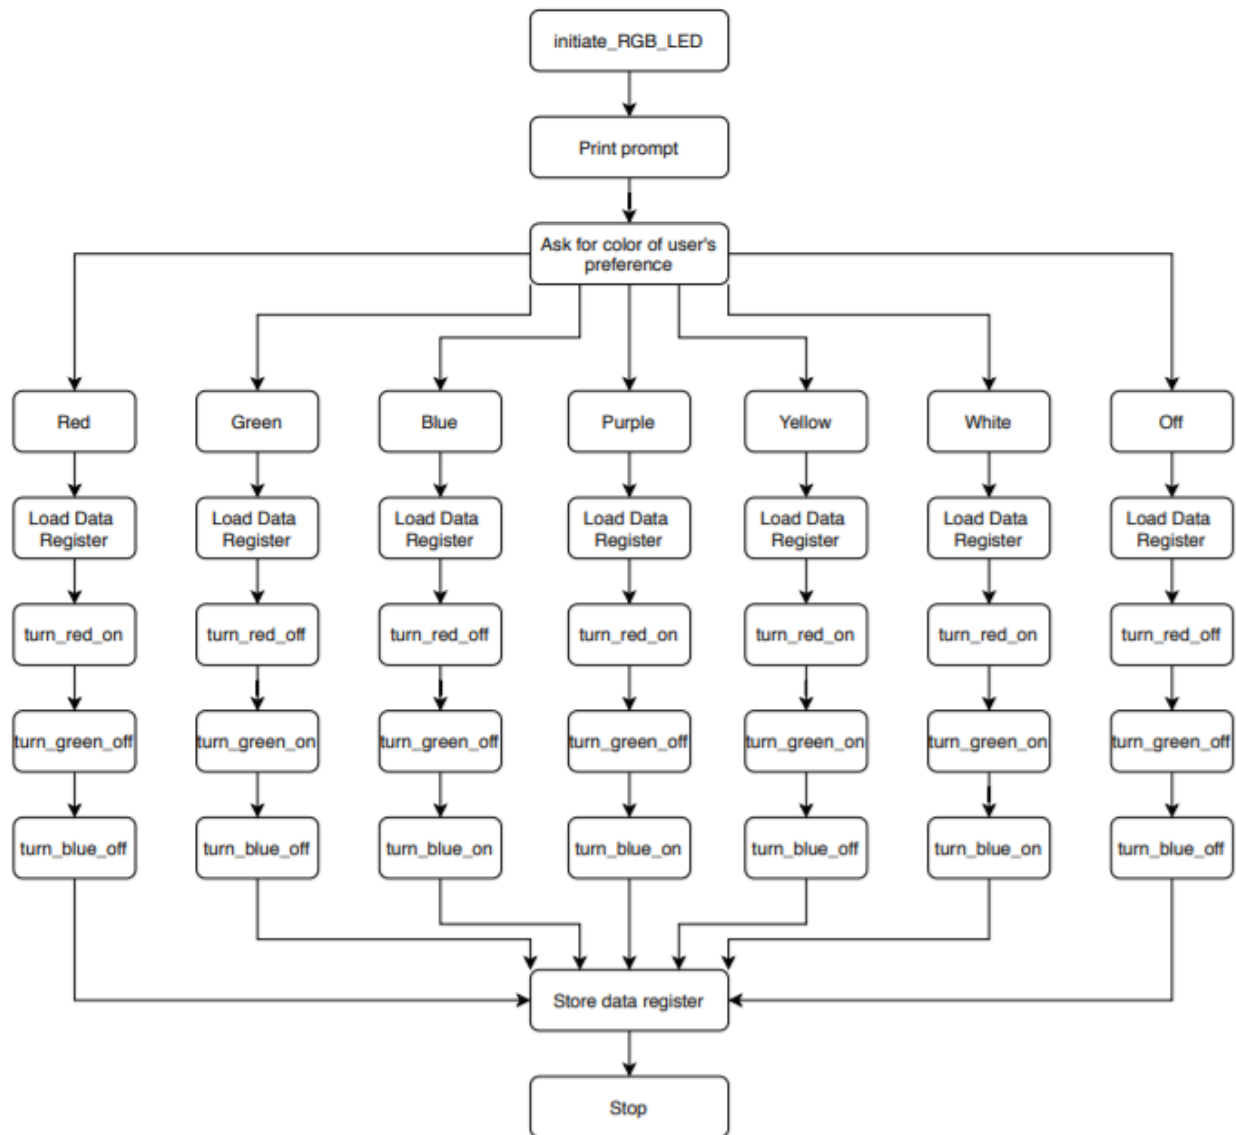 initiate_RGB_LED
Print prompt
Ask for color of user's
preference
Red
Green
Blue
Purple
Yellow
White
Off
Load Data
Register
Load Data
Register
Load Data
Register
Load Data
Register
Load Data
Register
Load Data
Register
Load Data
Register
turn_red_on
turn_red_off
turn_red_off
turn_red_on
turn_red_on
turn_red_on
turn_red_off
turn_green_off
turn_green_on
turn_green_off
turn_green_off
turn_green_on
turn_green_on
turn_green_off
turn_blue_off
turn_blue_off
turn_blue_on
turn_blue_on
turn_blue_off
turn_blue_on
turn_blue_off
Store data register
Stop